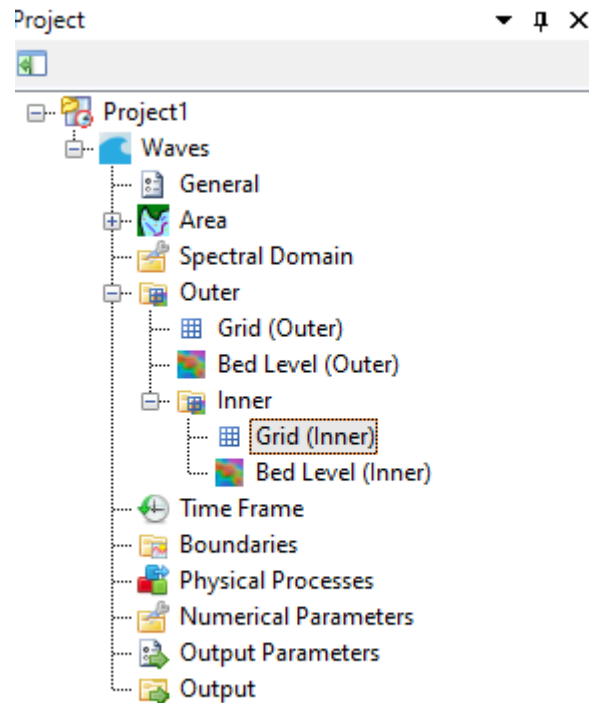 Project
Project1
Waves
General
Area
Spectral Domain
Outer
Grid (Outer)
Bed Level (Outer)
Inner
Grid (Inner)
Bed Level (Inner)
Time Frame
Boundaries
Physical Processes
Numerical Parameters
Output Parameters
Output